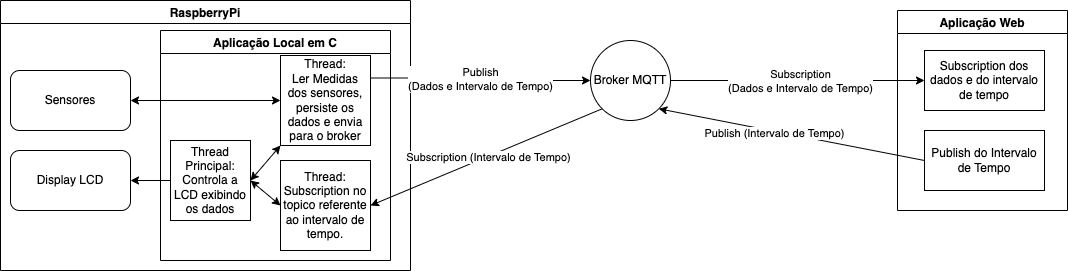 RaspberryPi
Aplicação Local em C
Sensores
Display LCD
Thread:
Ler Medidas
dos sensores,
persiste os
dados e envia
para o broker
Thread
Principal:
Controla a
LCD exibindo
os dados
Thread:
Subscription no
topico referente
ao intervalo de
tempo.
Publish
(Dados e Intervalo de Tempo)
Subscription (Intervalo de Tempo)
Broker MQTT
Subscription
(Dados e Intervalo de Tempo)
Publish (Intervalo de Tempo)
Aplicação Web
Subscription dos
dados e do intervalo
de tempo
Publish do Intervalo
de Tempo